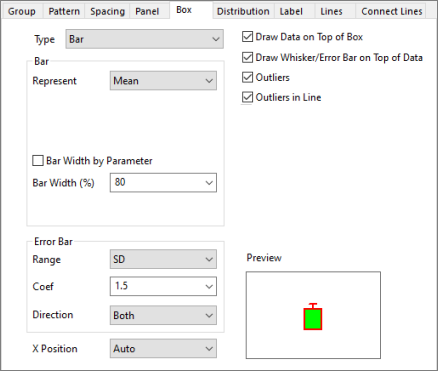 Group Pattern Spacing Panel Box Distribution Label Lines Connect Lines
Type Bar
Bar
Represent Mean
Bar Width by Parameter
Bar Width (%) 80
Error Bar
Range SD
Coef 1.5
Direction Both
X Position Auto
Draw Data on Top of Box
Draw Whisker/Error Bar on Top of Data
Outliers
Outliers in Line
Preview